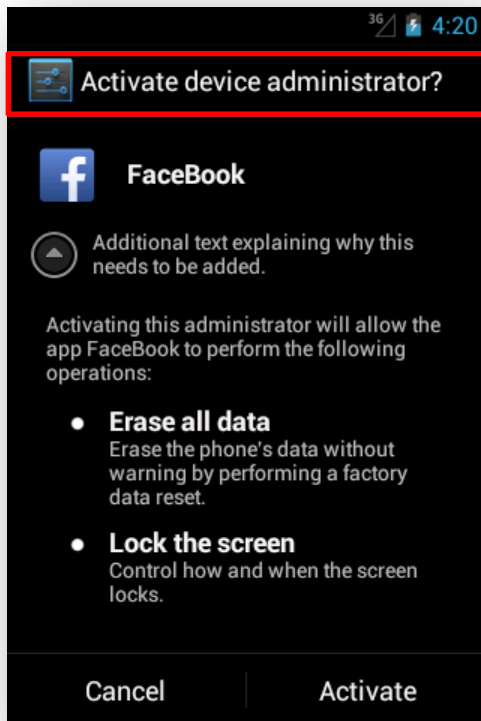 3G 4:20
Activate device administrator?
FaceBook
Additional text explaining why this
needs to be added.
Activating this administrator will allow the
app FaceBook to perform the following
operations:
● Erase all data
Erase the phone's data without
warning by performing a factory
data reset.
● Lock the screen
Control how and when the screen
locks.
Cancel Activate